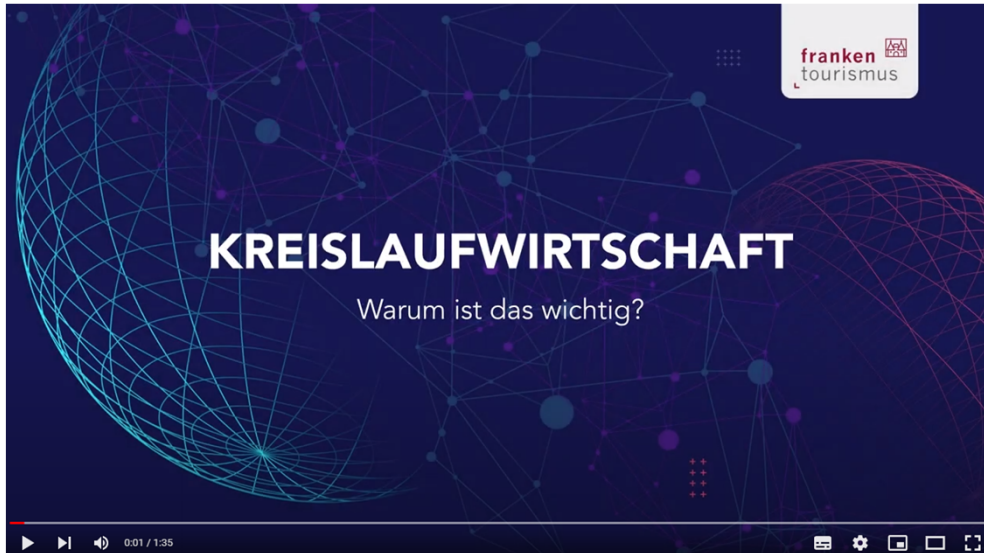 franken
tourismus
KREISLAUFWIRTSCHAFT
Warum ist das wichtig?
0:01 / 1:35